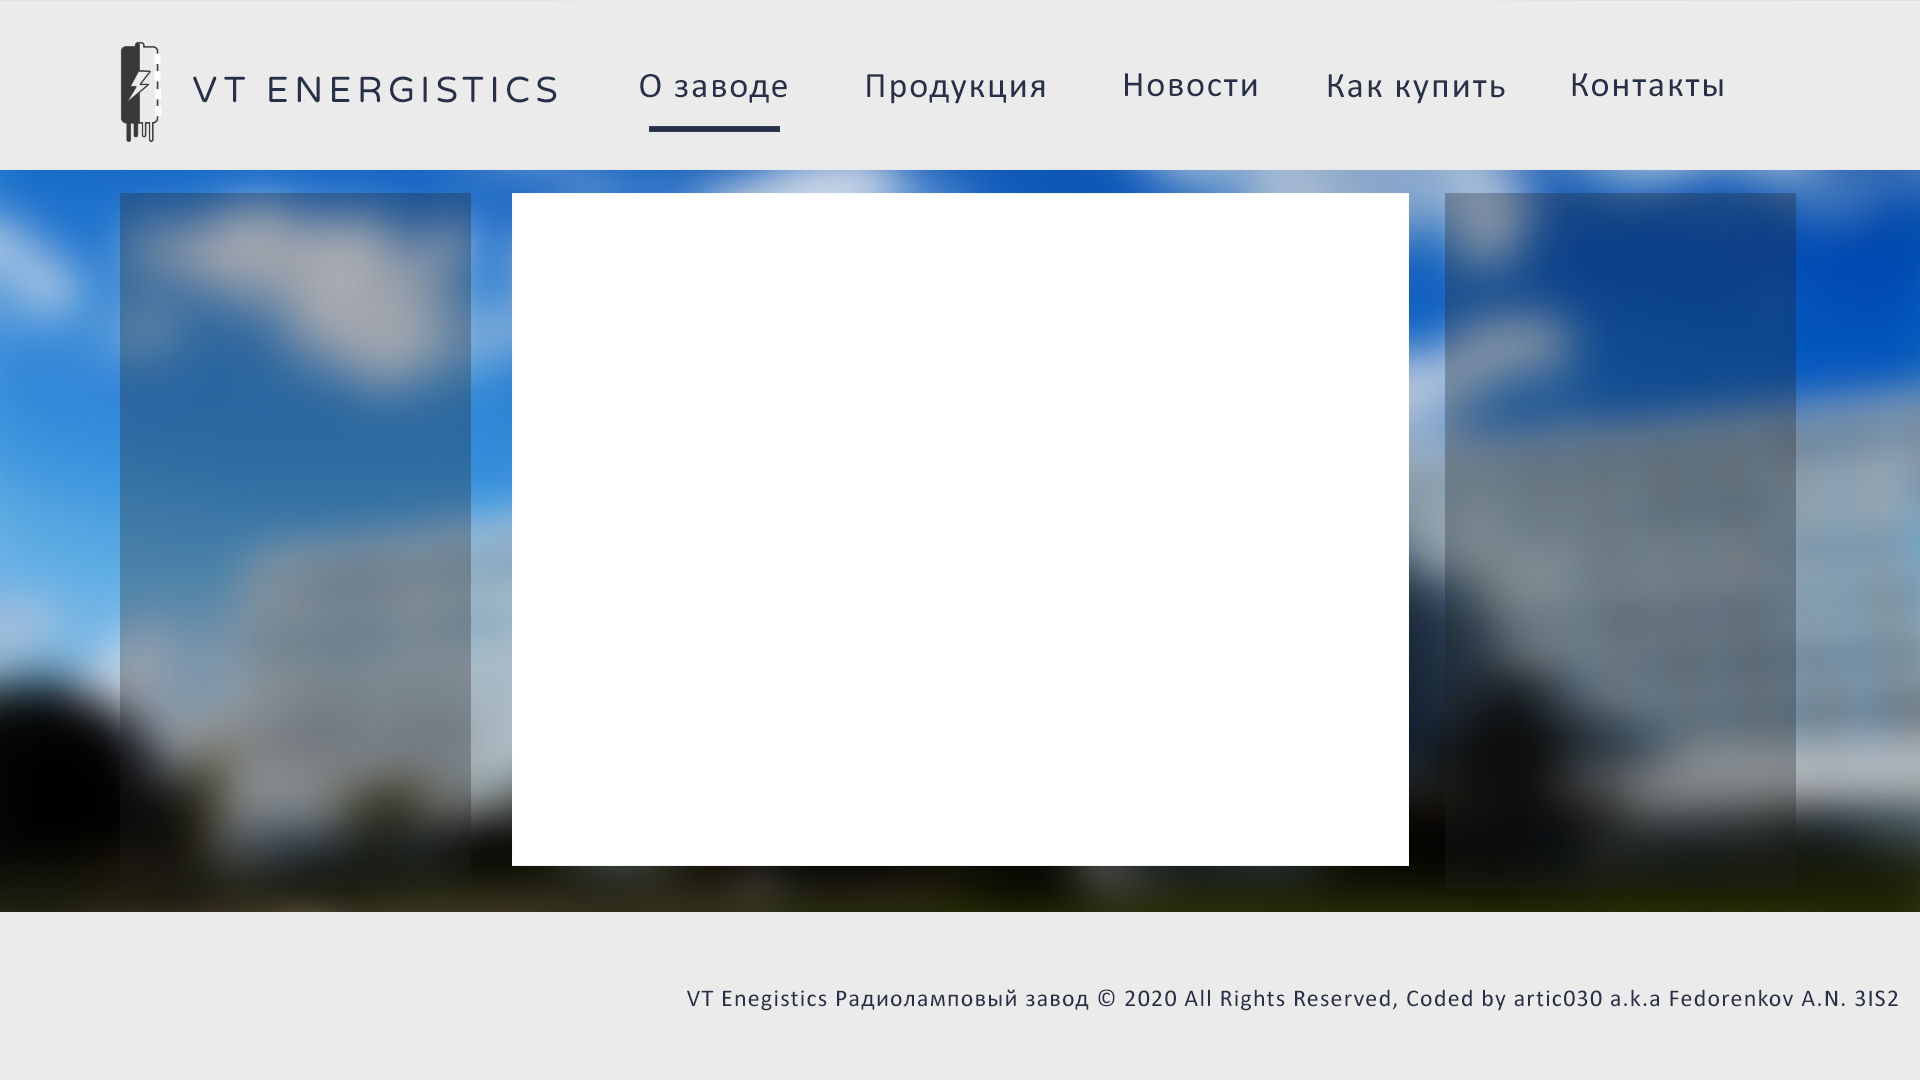 VT ENERGISTICS
О заводе
Продукция
Новости
Как купить
Контакты
VT Enegistics Радиоламповый завод © 2020 All Rights Reserved, Coded by artic030 a.k.a Fedorenkov A.N. 3IS2